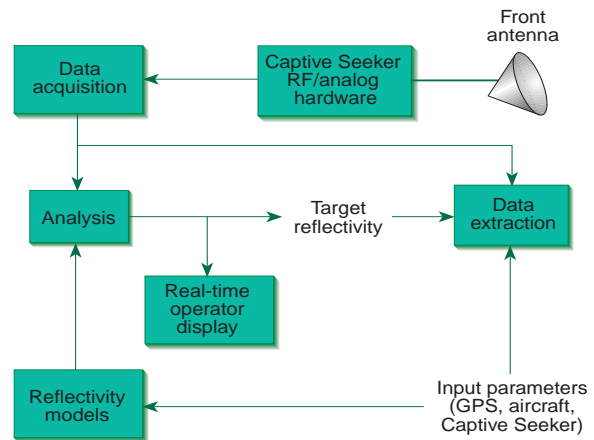 Front
antenna
Data
acquisition
Captive Seeker
RF/analog
hardware
Analysis
Target
reflectivity
Data
extraction
Real-time
operator
display
Reflectivity
models
Input parameters
(GPS, aircraft,
Captive Seeker)